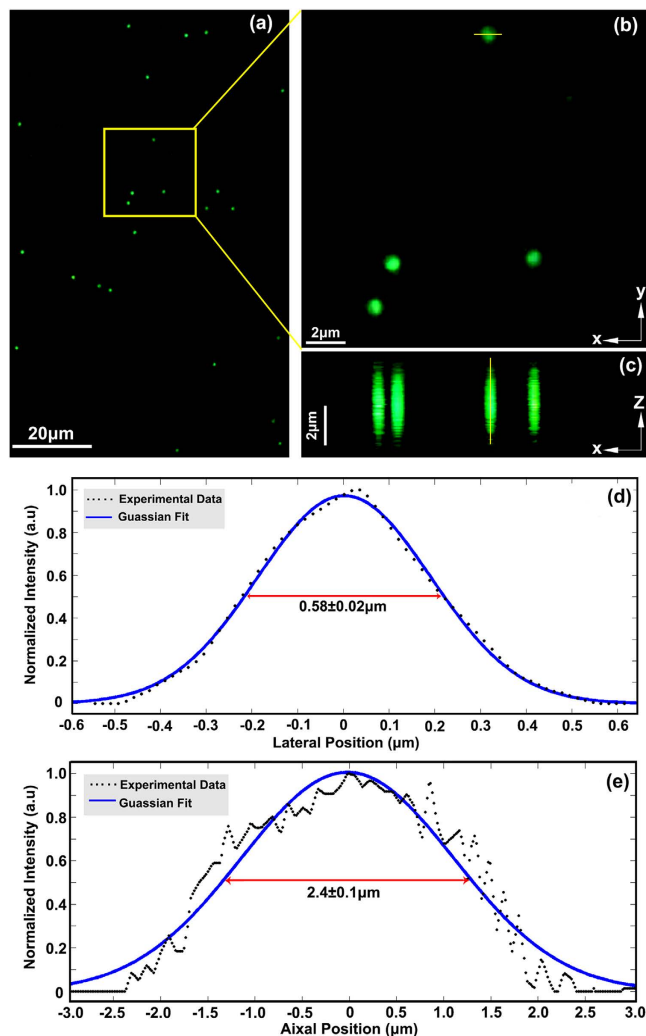 (a)
20µm
(b)
2µm
y
x
(c)
2µm
Z
x
(d)
Experimental Data
Guassian Fit
Normalized Intensity (a.u)
1.0
0.8
0.6
0.4
0.2
0
0.58±0.02µm
-0.6 -0.5 -0.4 -0.3 -0.2 -0.1 0 0.1 0.2 0.3 0.4 0.5 0.6
Lateral Position (µm)
(e)
Experimental Data
Guassian Fit
Normalized Intensity (a.u)
1.0
0.8
0.6
0.4
0.2
0
2.4±0.1µm
-3.0 -2.5 -2.0 -1.5 -1.0 -0.5 0 0.5 1.0 1.5 2.0 2.5 3.0
Aixal Position (µm)